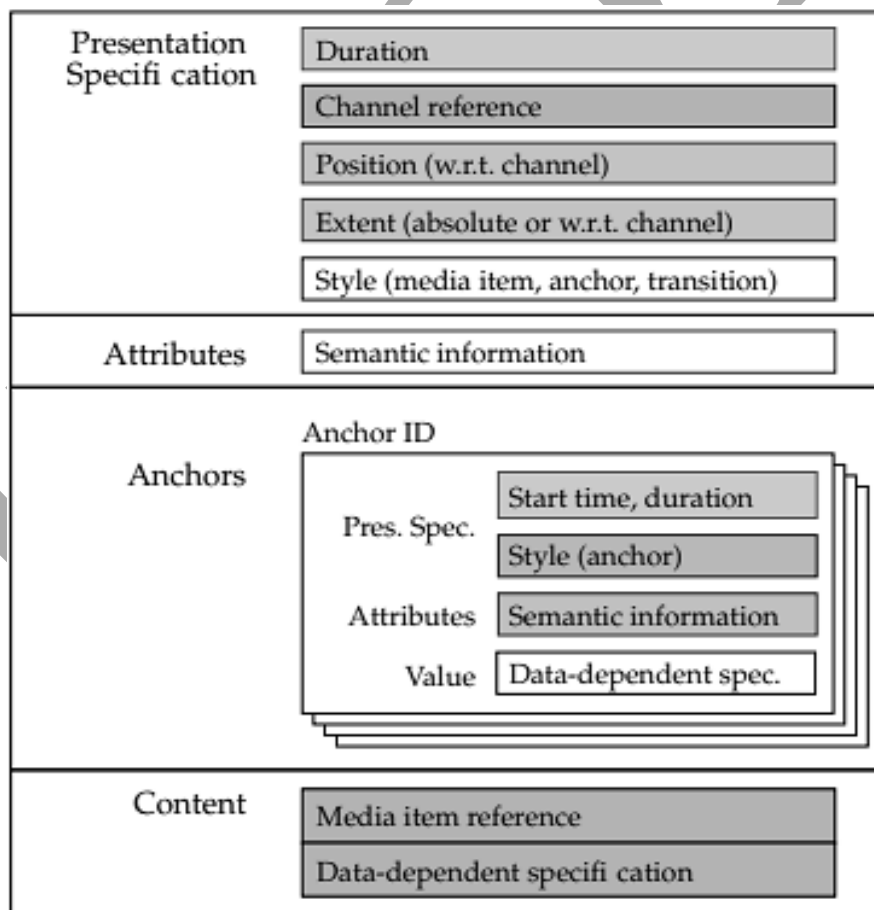 Presentation
Specifi cation
Duration
Channel reference
Position (w.r.t. channel)
Extent (absolute or w.r.t. channel)
Style (media item, anchor, transition)
Attributes
Semantic information
Anchors
Anchor ID
Pres. Spec.
Start time, duration
Style (anchor)
Attributes
Semantic information
Value
Data-dependent spec.
Content
Media item reference
Data-dependent specifi cation